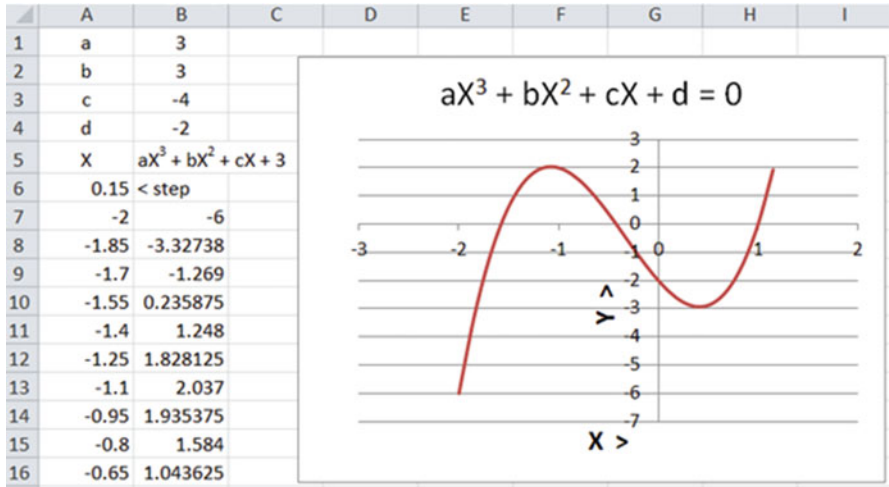 A B C D E F G H I
1 a 3
2 b 3
3 c -4
4 d -2
5 X aX³ + bX² + cX + 3
6 0.15 < step
7 -2 -6
8 -1.85 -3.32738
9 -1.7 -1.269
10 -1.55 0.235875
11 -1.4 1.248
12 -1.25 1.828125
13 -1.1 2.037
14 -0.95 1.935375
15 -0.8 1.584
16 -0.65 1.043625
aX³ + bX² + cX + d = 0
3
2
1
0
-3 -2 -1 0 1 2
-1
-2
-3
-4
-5
-6
-7
Y >
X >